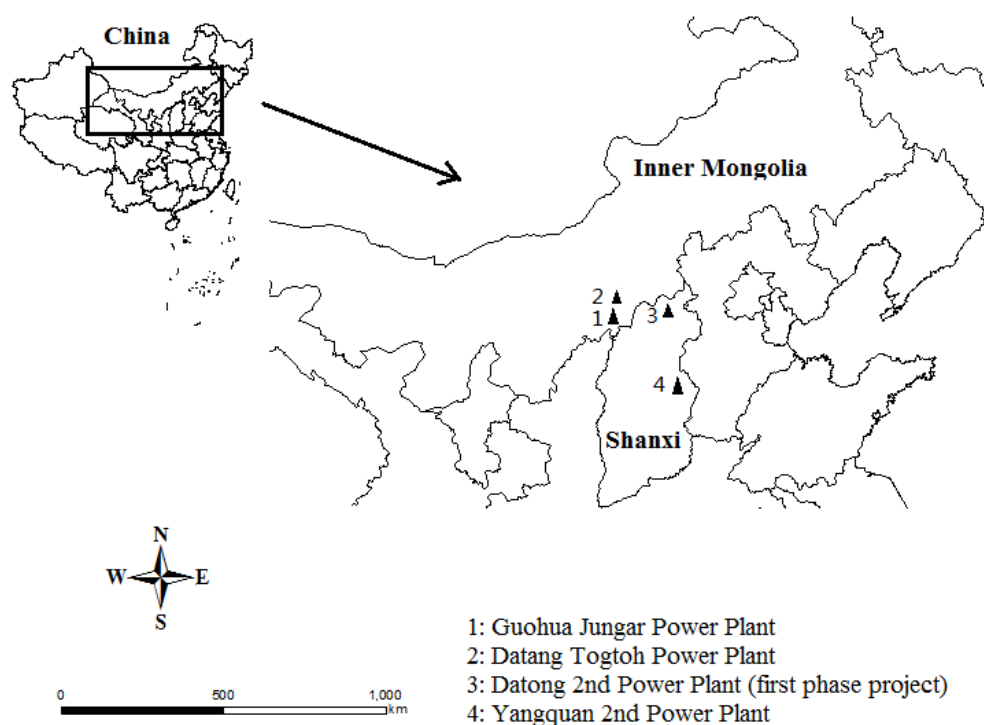 China
Inner Mongolia
2
1
3
4
Shanxi
N
W
E
S
1: Guohua Jungar Power Plant
2: Datang Togtoh Power Plant
3: Datong 2nd Power Plant (first phase project)
4: Yangquan 2nd Power Plant
0 500 1,000
km